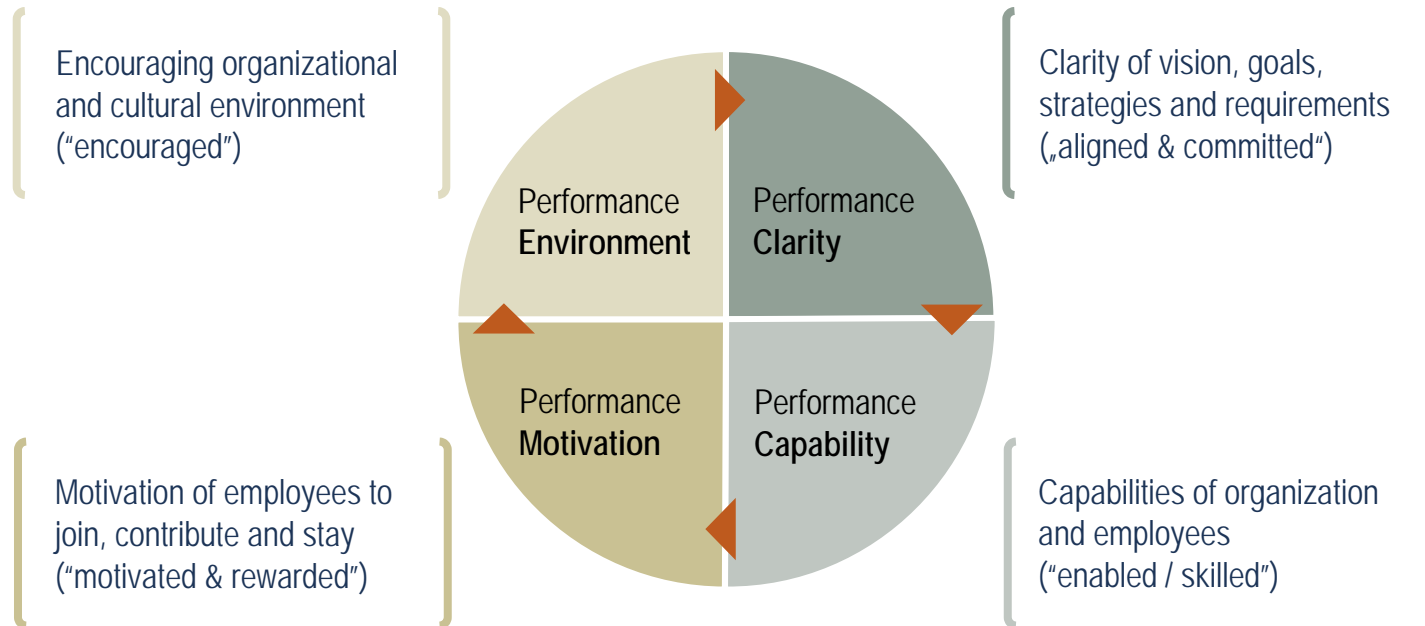 Encouraging organizational
and cultural environment
(“encouraged”)
Clarity of vision, goals,
strategies and requirements
(„aligned & committed“)
Performance
Environment
Performance
Clarity
Performance
Motivation
Performance
Capability
Motivation of employees to
join, contribute and stay
(“motivated & rewarded”)
Capabilities of organization
and employees
(“enabled / skilled”)